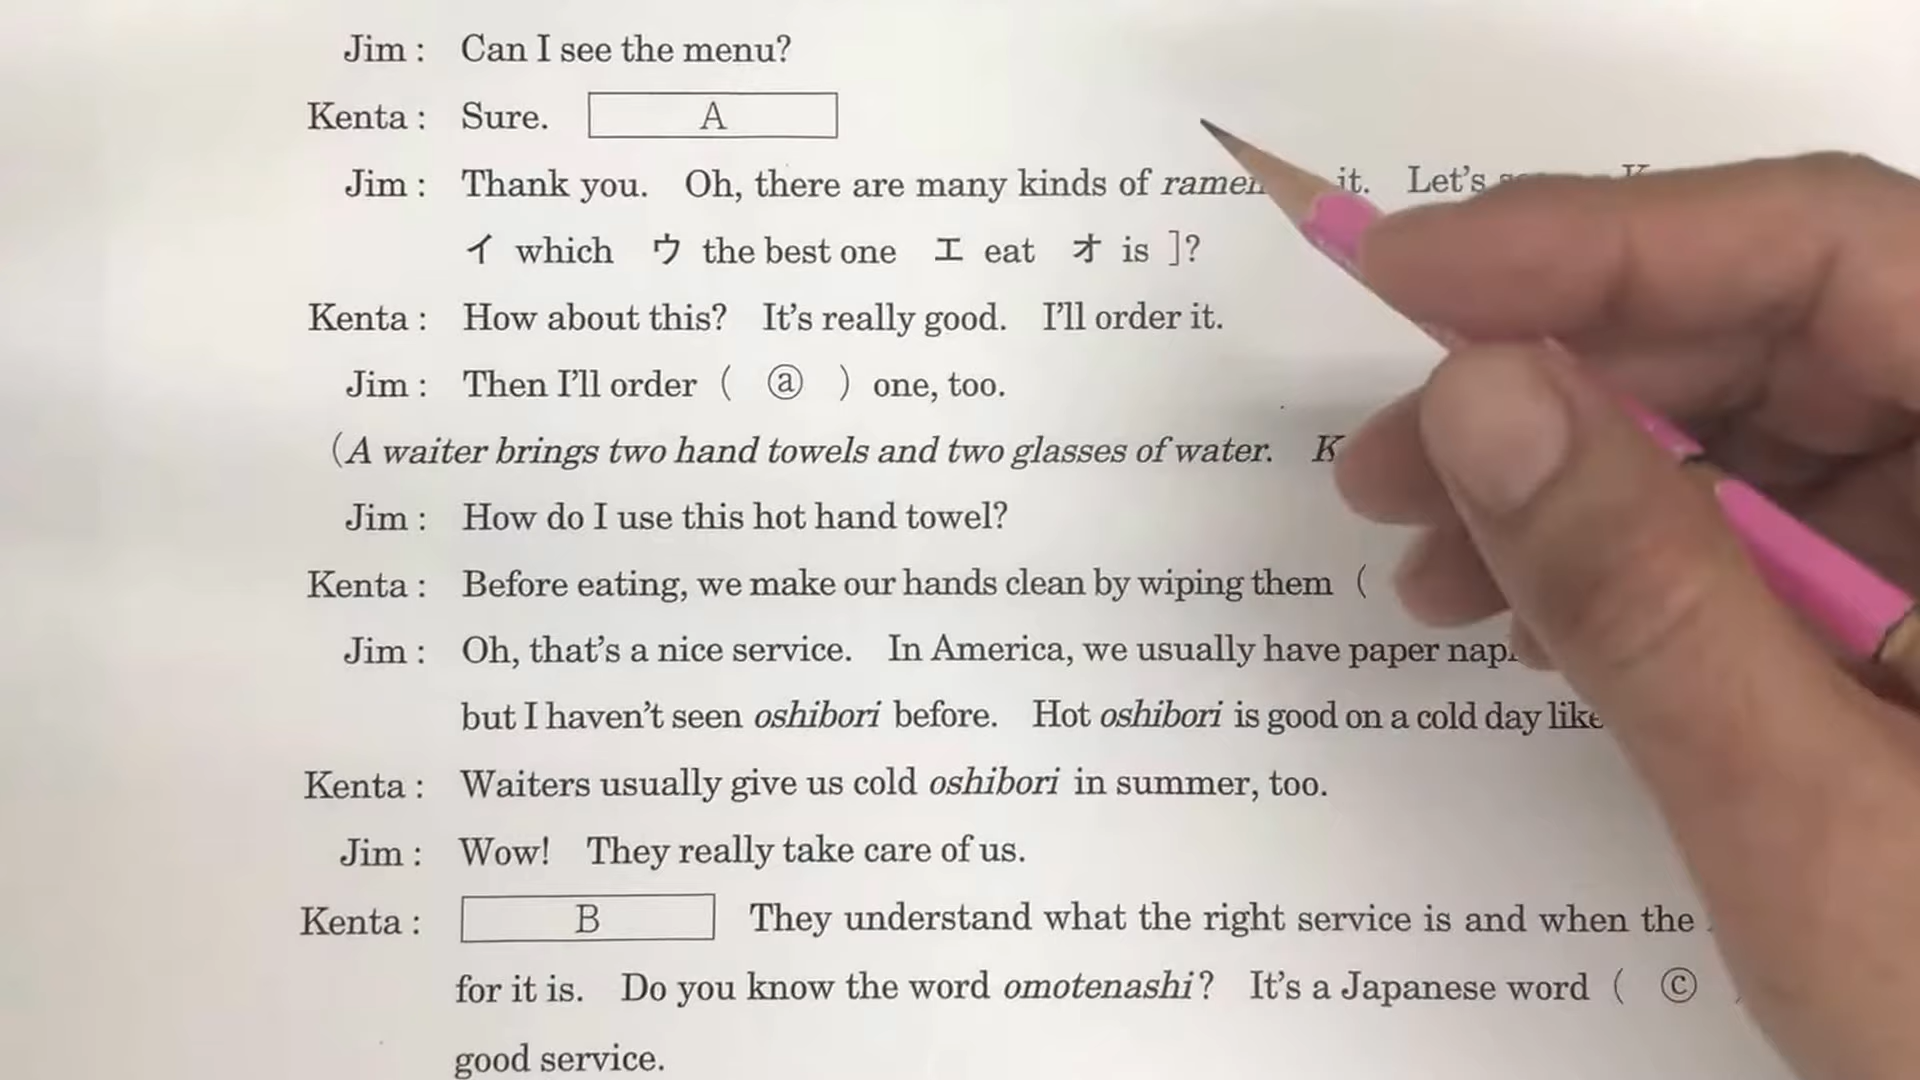 Jim : Can I see the menu?
Kenta : Sure. A
Jim : Thank you. Oh, there are many kinds of ramen it. Let's
イ which ウ the best one エ eat オ is ]?
Kenta : How about this? It's really good. I'll order it.
Jim : Then I'll order ( ⓐ ) one, too.
(A waiter brings two hand towels and two glasses of water. K
Jim : How do I use this hot hand towel?
Kenta : Before eating, we make our hands clean by wiping them (
Jim : Oh, that's a nice service. In America, we usually have paper
but I haven't seen oshibori before. Hot oshibori is good on a cold day like
Kenta : Waiters usually give us cold oshibori in summer, too.
Jim : Wow! They really take care of us.
Kenta : B They understand what the right service is and when the
for it is. Do you know the word omotenashi? It's a Japanese word ( ⓒ
good service.